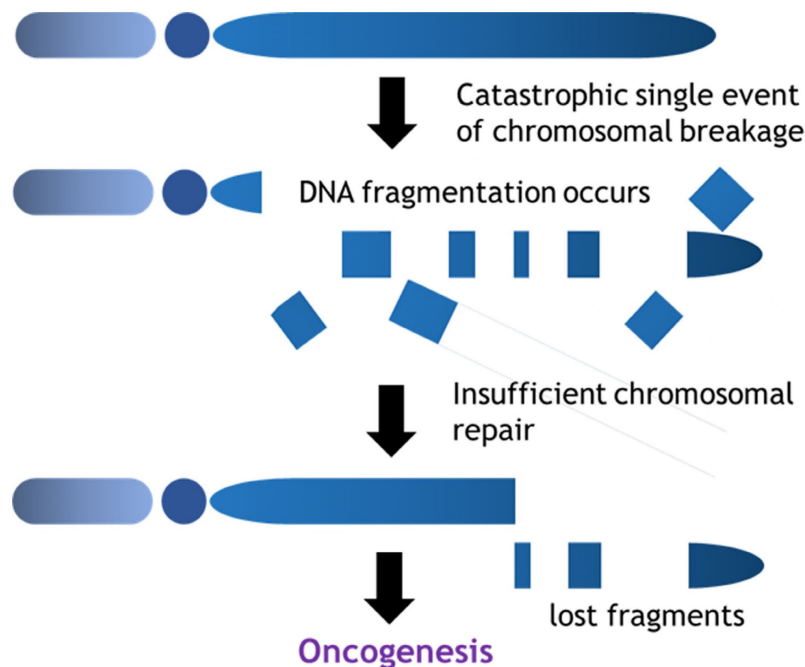 Catastrophic single event
of chromosomal breakage
DNA fragmentation occurs
Insufficient chromosomal
repair
lost fragments
Oncogenesis